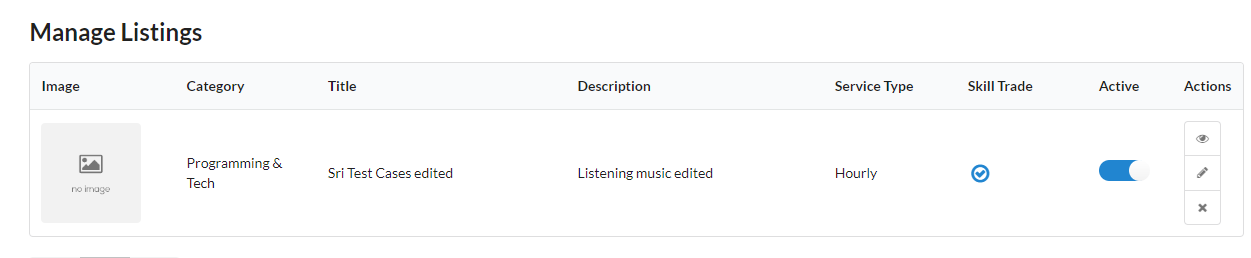 Manage Listings
Image Category Title Description Service Type Skill Trade Active Actions
no image
Programming &
Tech
Sri Test Cases edited
Listening music edited
Hourly